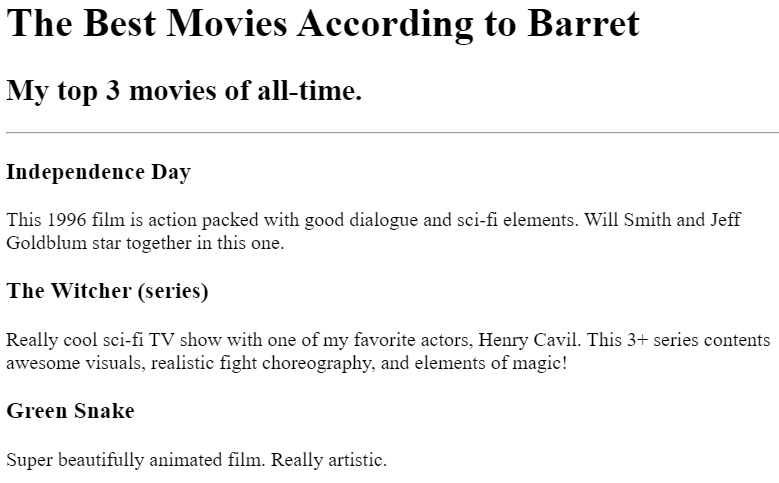 The Best Movies According to Barret
My top 3 movies of all-time.
Independence Day
This 1996 film is action packed with good dialogue and sci-fi elements. Will Smith and Jeff
Goldblum star together in this one.
The Witcher (series)
Really cool sci-fi TV show with one of my favorite actors, Henry Cavil. This 3+ series contents
awesome visuals, realistic fight choreography, and elements of magic!
Green Snake
Super beautifully animated film. Really artistic.